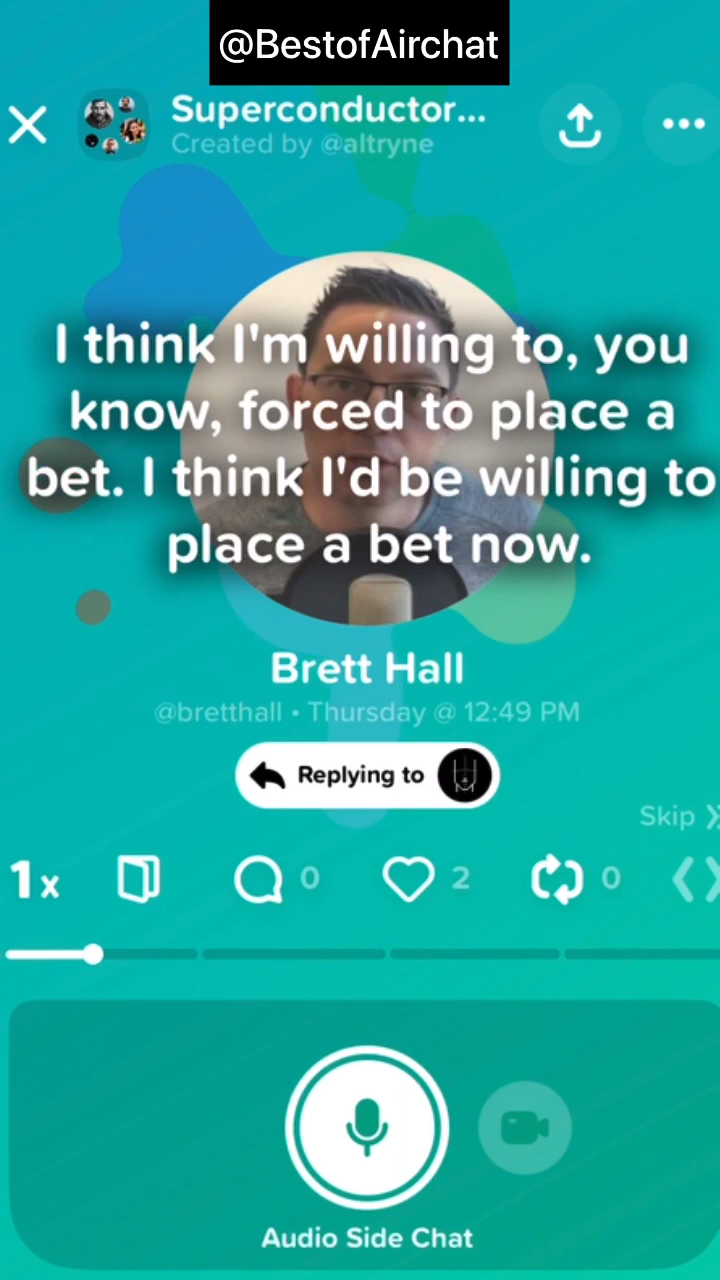 @BestofAirchat
Superconductor...
Created by @altryne
I think I'm willing to, you
know, forced to place a
bet. I think I'd be willing to
place a bet now.
Brett Hall
@bretthall • Thursday @ 12:49 PM
Replying to
Skip
1x
0
2
0
Audio Side Chat